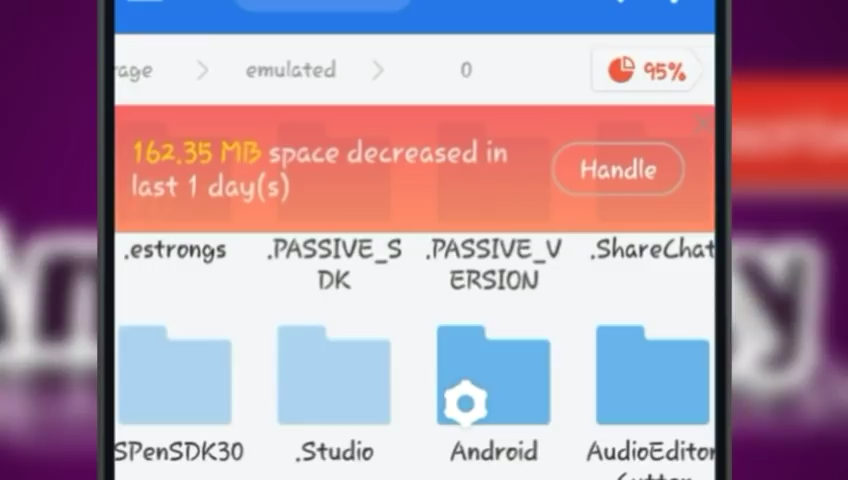 rage > emulated > 0 95%
162.35 MB space decreased in
last 1 day(s)
Handle
.estrongs .PASSIVE_S .PASSIVE_V .ShareChat
DK ERSION
SPenSDK30 .Studio Android AudioEditor